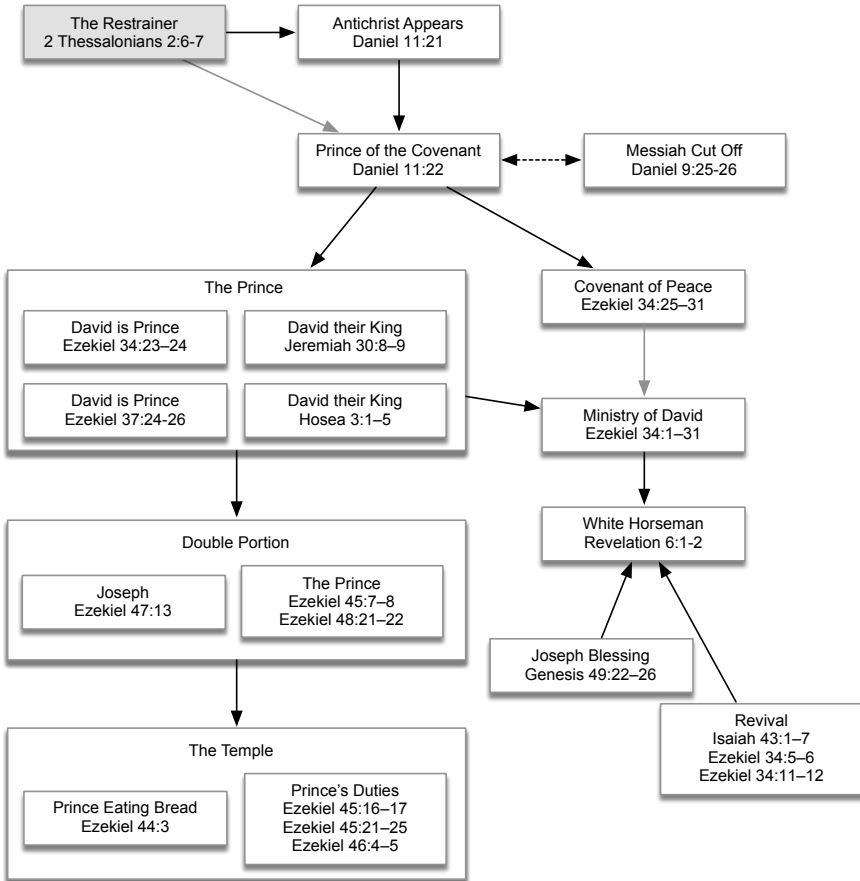 The Restrainer
2 Thessalonians 2:6-7
Antichrist Appears
Daniel 11:21
Prince of the Covenant
Daniel 11:22
Messiah Cut Off
Daniel 9:25-26
The Prince
David is Prince
Ezekiel 34:23–24
David their King
Jeremiah 30:8–9
David is Prince
Ezekiel 37:24-26
David their King
Hosea 3:1–5
Covenant of Peace
Ezekiel 34:25–31
Ministry of David
Ezekiel 34:1–31
Double Portion
Joseph
Ezekiel 47:13
The Prince
Ezekiel 45:7–8
Ezekiel 48:21–22
White Horseman
Revelation 6:1-2
Joseph Blessing
Genesis 49:22–26
Revival
Isaiah 43:1–7
Ezekiel 34:5–6
Ezekiel 34:11–12
The Temple
Prince Eating Bread
Ezekiel 44:3
Prince's Duties
Ezekiel 45:16–17
Ezekiel 45:21–25
Ezekiel 46:4–5